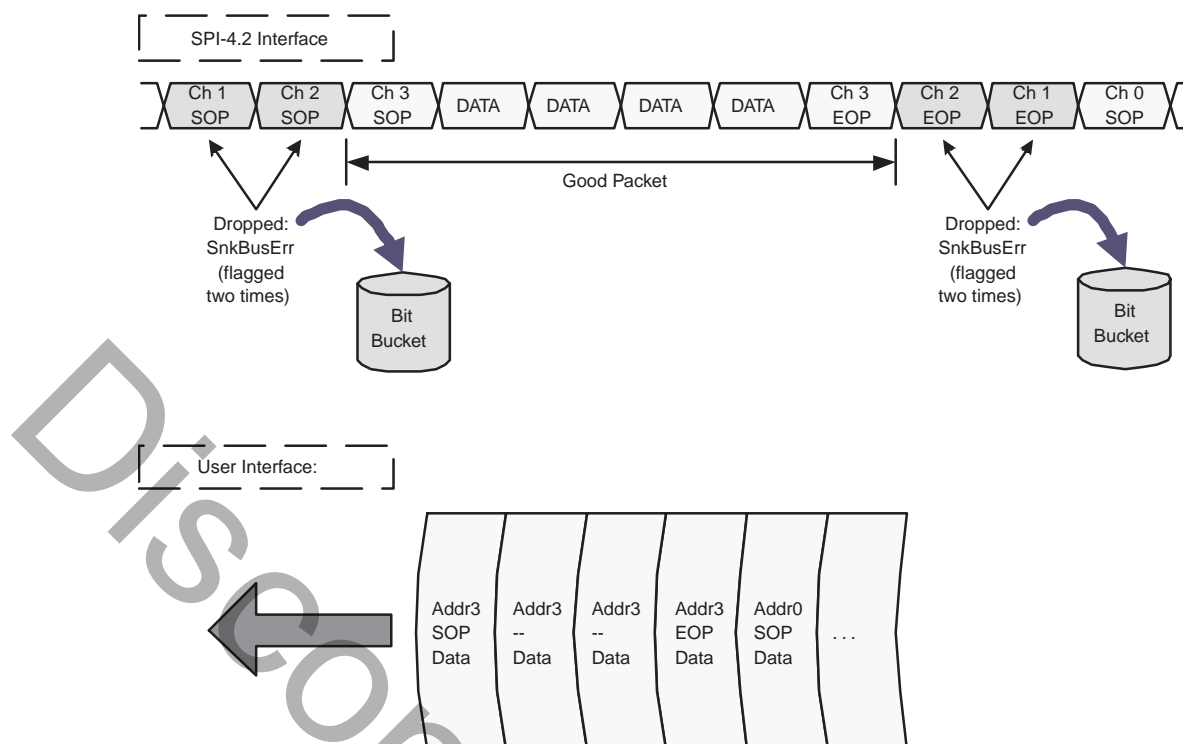 SPI-4.2 Interface
Ch 1 Ch 2 Ch 3 DATA DATA DATA DATA Ch 3 Ch 2 Ch 1 Ch 0
SOP SOP SOP EOP EOP EOP SOP
Good Packet
Dropped:
SnkBusErr
(flagged
two times)
Bit
Bucket
Dropped:
SnkBusErr
(flagged
two times)
Bit
Bucket
User Interface:
Addr3 Addr3 Addr3 Addr3 Addr0
SOP -- -- EOP SOP . . .
Data Data Data Data Data